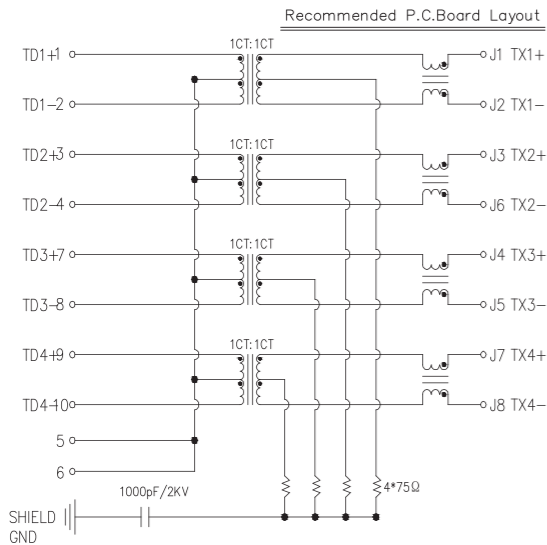 Recommended P.C.Board Layout
1CT:1CT
TD1+1
J1 TX1+
TD1-2
J2 TX1-
1CT:1CT
TD2+3
J3 TX2+
TD2-4
J6 TX2-
1CT:1CT
TD3+7
J4 TX3+
TD3-8
J5 TX3-
1CT:1CT
TD4+9
J7 TX4+
TD4-10
J8 TX4-
5
6
1000pF/2KV
4*75Ω
SHIELD
GND